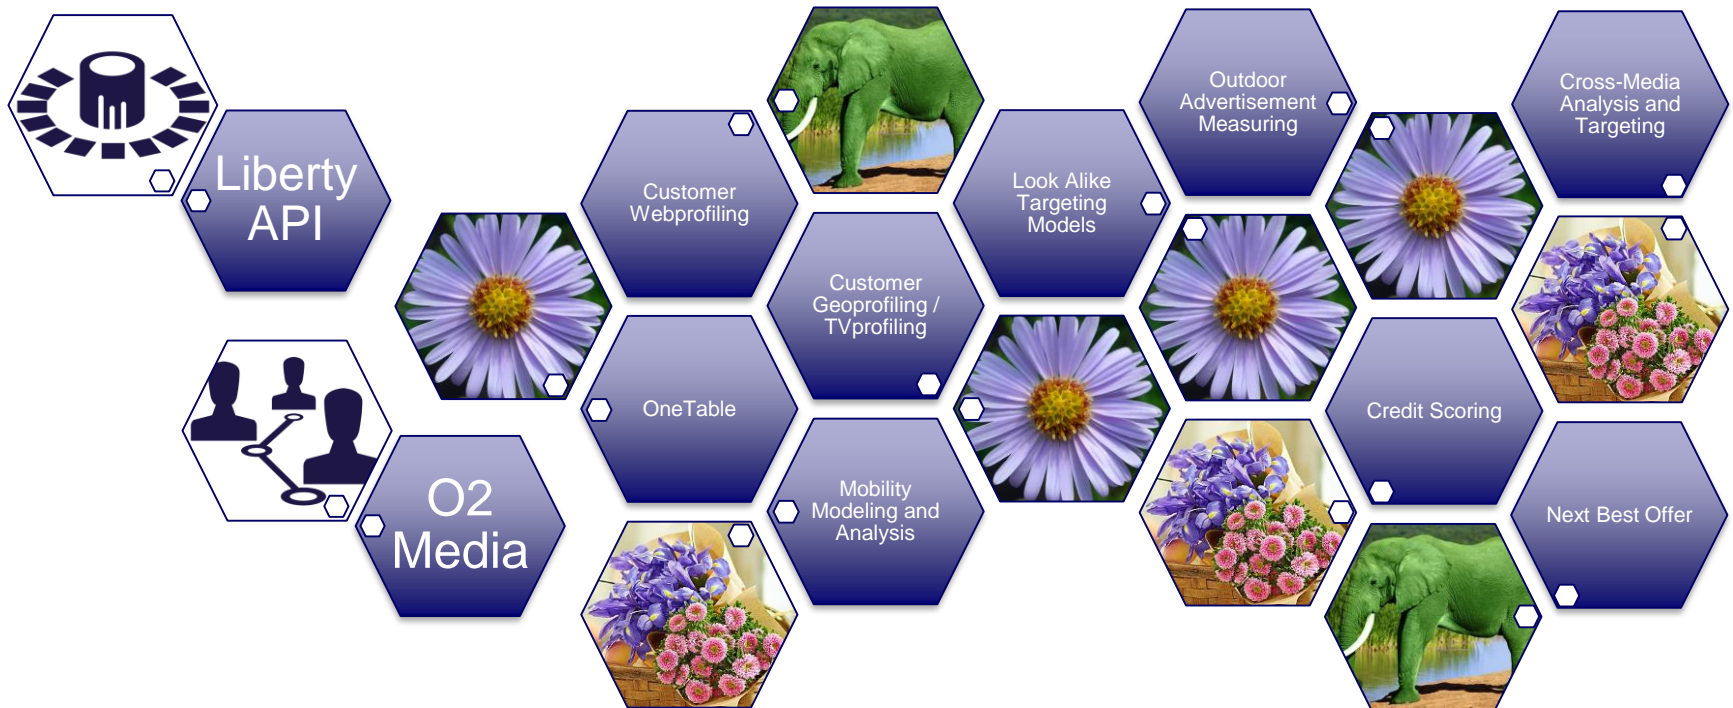 Liberty
API
O2
Media
Customer
Webprofiling
OneTable
Customer
Geoprofiling /
TVprofiling
Mobility
Modeling and
Analysis
Look Alike
Targeting
Models
Outdoor
Advertisement
Measuring
Credit Scoring
Cross-Media
Analysis and
Targeting
Next Best Offer